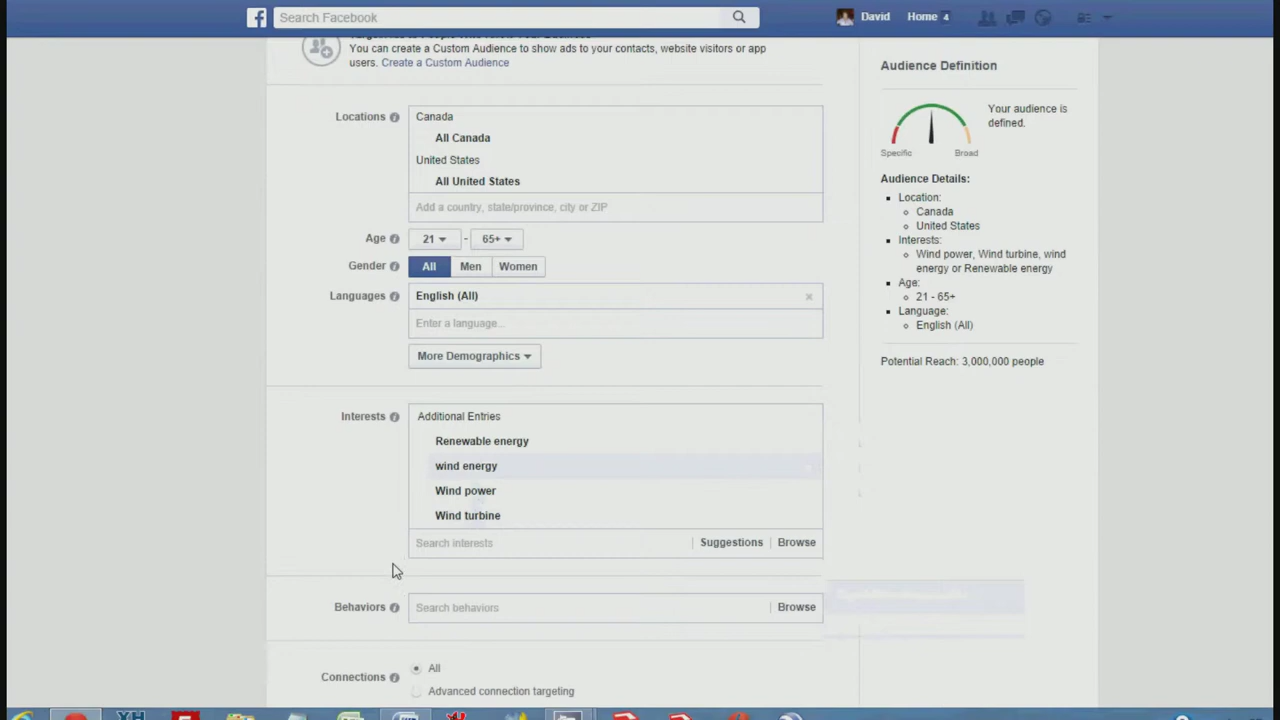 Search Facebook
David Home 4
You can create a Custom Audience to show ads to your contacts, website visitors or app
users. Create a Custom Audience
Locations
Canada
All Canada
United States
All United States
Add a country, state/province, city or ZIP
Age 21 - 65+
Gender All Men Women
Languages English (All)
Enter a language...
More Demographics
Interests Additional Entries
Renewable energy
wind energy
Wind power
Wind turbine
Search interests Suggestions Browse
Behaviors Search behaviors Browse
Connections All
Advanced connection targeting
Audience Definition
Your audience is
defined.
Specific Broad
Audience Details:
Location:
Canada
United States
Interests:
Wind power, Wind turbine, wind
energy or Renewable energy
Age:
21 - 65+
Language:
English (All)
Potential Reach: 3,000,000 people